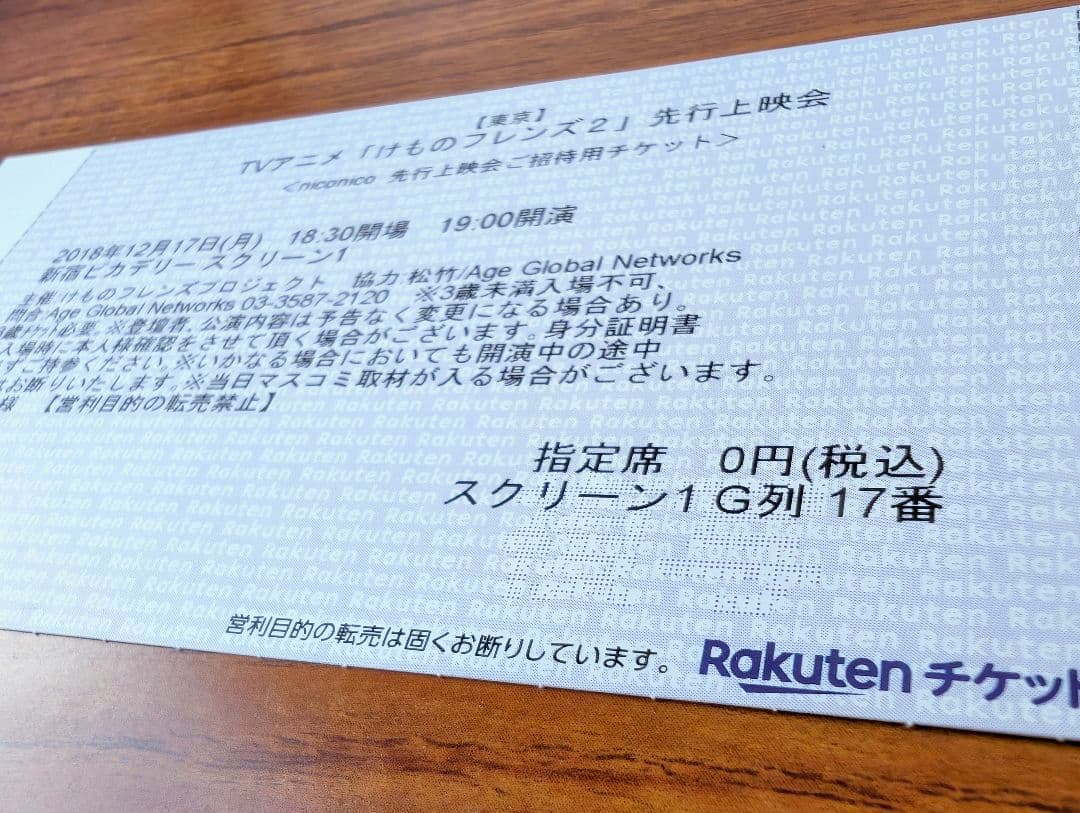 【東京】
TVアニメ「けものフレンズ2」先行上映会
<niconico 先行上映会ご招待用チケット>
2018年12月17日(月) 18:30開場 19:00開演
新宿ピカデリー スクリーン1
主催 けものフレンズプロジェクト 協力 松竹/Age Global Networks
問合 Age Global Networks 03-3587-2120 ※3歳未満入場不可、
3歳チケット必要。※登壇者、公演内容は予告なく変更になる場合あり。
入場時に本人様確認をさせて頂く場合がございます。身分証明書
ずご持参ください。※いかなる場合においても開演中の途中
お断りいたします。※当日マスコミ取材が入る場合がございます。
様 【営利目的の転売禁止】
指定席 0円(税込)
スクリーン1 G列 17番
営利目的の転売は固くお断りしています。
Rakuten チケット